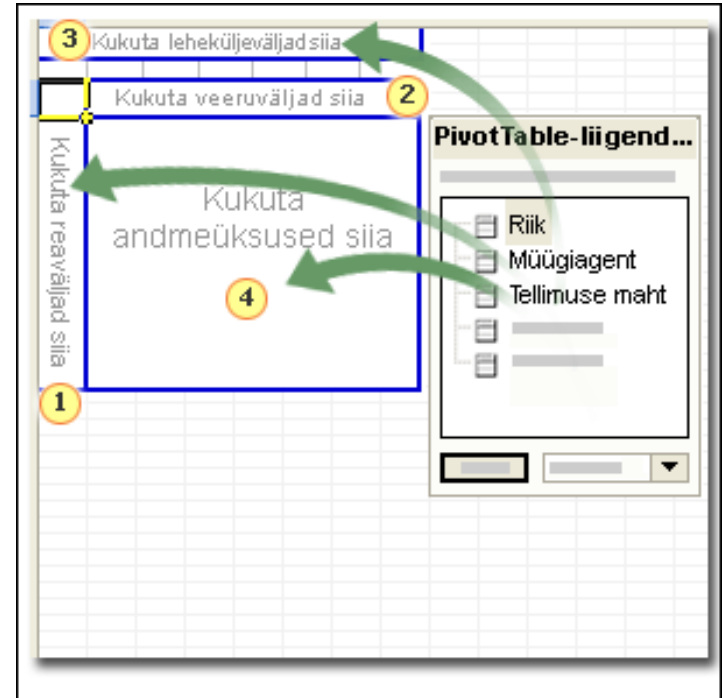 3 Kukuta leheküljeväljad siia
Kukuta veeruväljad siia 2
PivotTable-liigend...
Kukuta reaväljad siia
Kukuta
andmeüksused siia
4
1
Riik
Müügiagent
Tellimuse maht